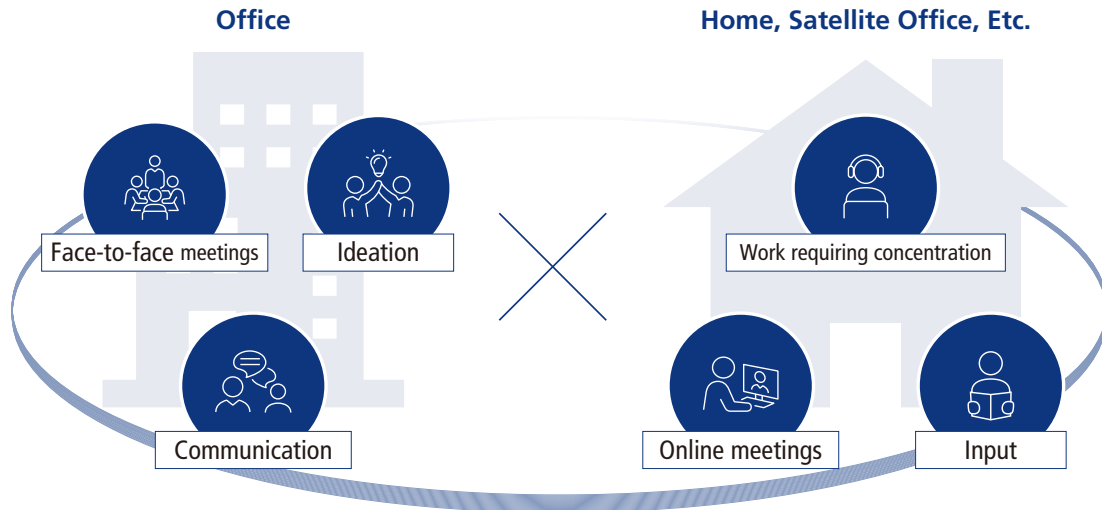 Office
Home, Satellite Office, Etc.
Face-to-face meetings
Ideation
Work requiring concentration
Communication
Online meetings
Input